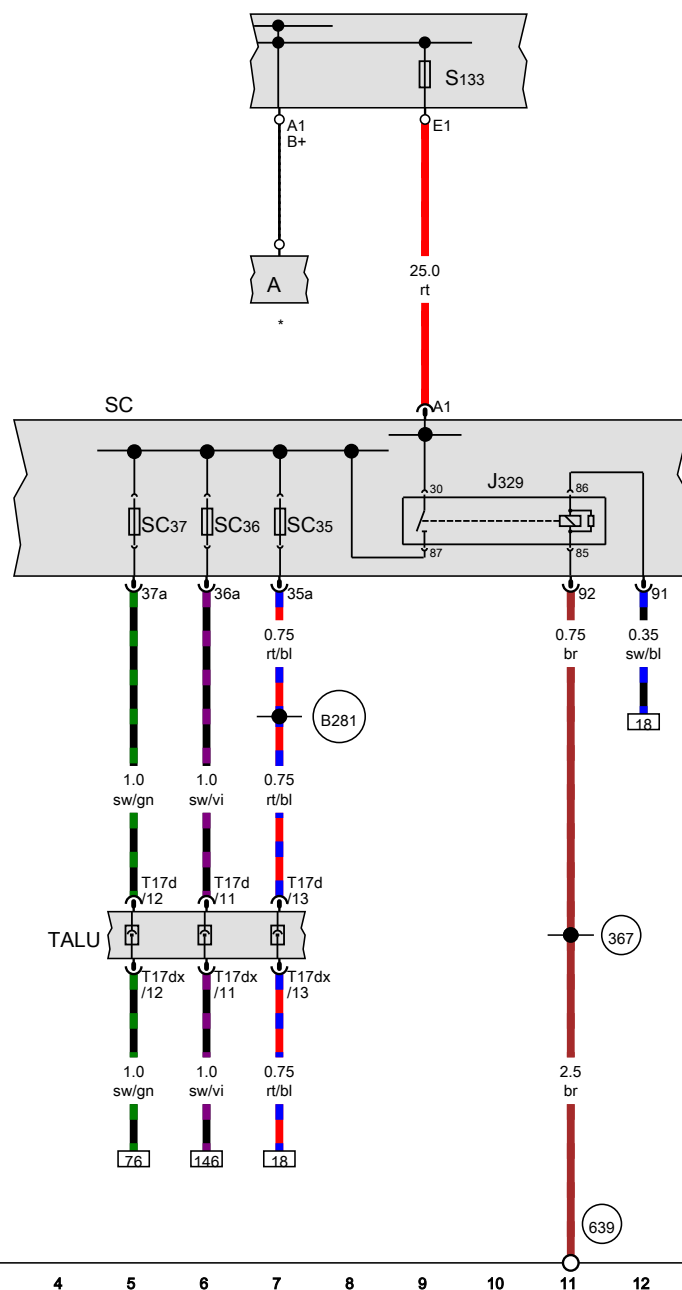 S133
A1
B+
E1
A
*
25.0
rt
SC
A1
J329
30
86
SC37
SC36
SC35
87
85
37a
36a
35a
92
91
0.75
rt/bl
0.75
br
0.35
sw/bl
B281
18
1.0
sw/gn
1.0
sw/vi
0.75
rt/bl
T17d
/12
T17d
/11
T17d
/13
TALU
367
T17dx
/12
T17dx
/11
T17dx
/13
1.0
sw/gn
1.0
sw/vi
0.75
rt/bl
2.5
br
76
146
18
639
4 5 6 7 8 9 10 11 12